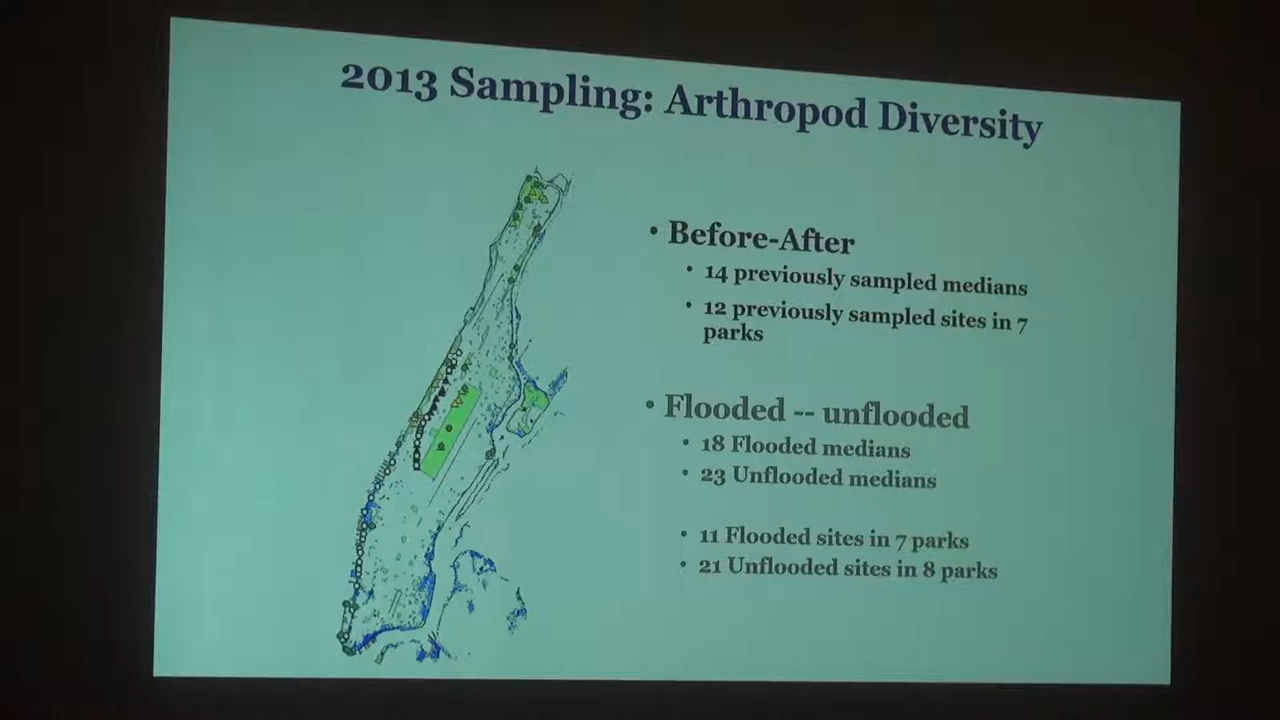 2013 Sampling: Arthropod Diversity
• Before-After
• 14 previously sampled medians
• 12 previously sampled sites in 7
parks
• Flooded -- unflooded
• 18 Flooded medians
• 23 Unflooded medians
• 11 Flooded sites in 7 parks
• 21 Unflooded sites in 8 parks